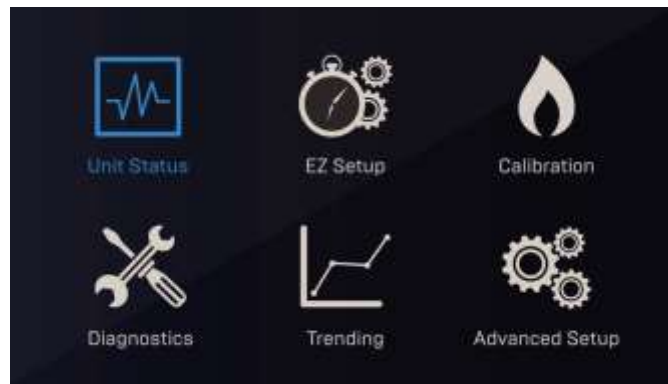 Unit Status
EZ Setup
Calibration
Diagnostics
Trending
Advanced Setup